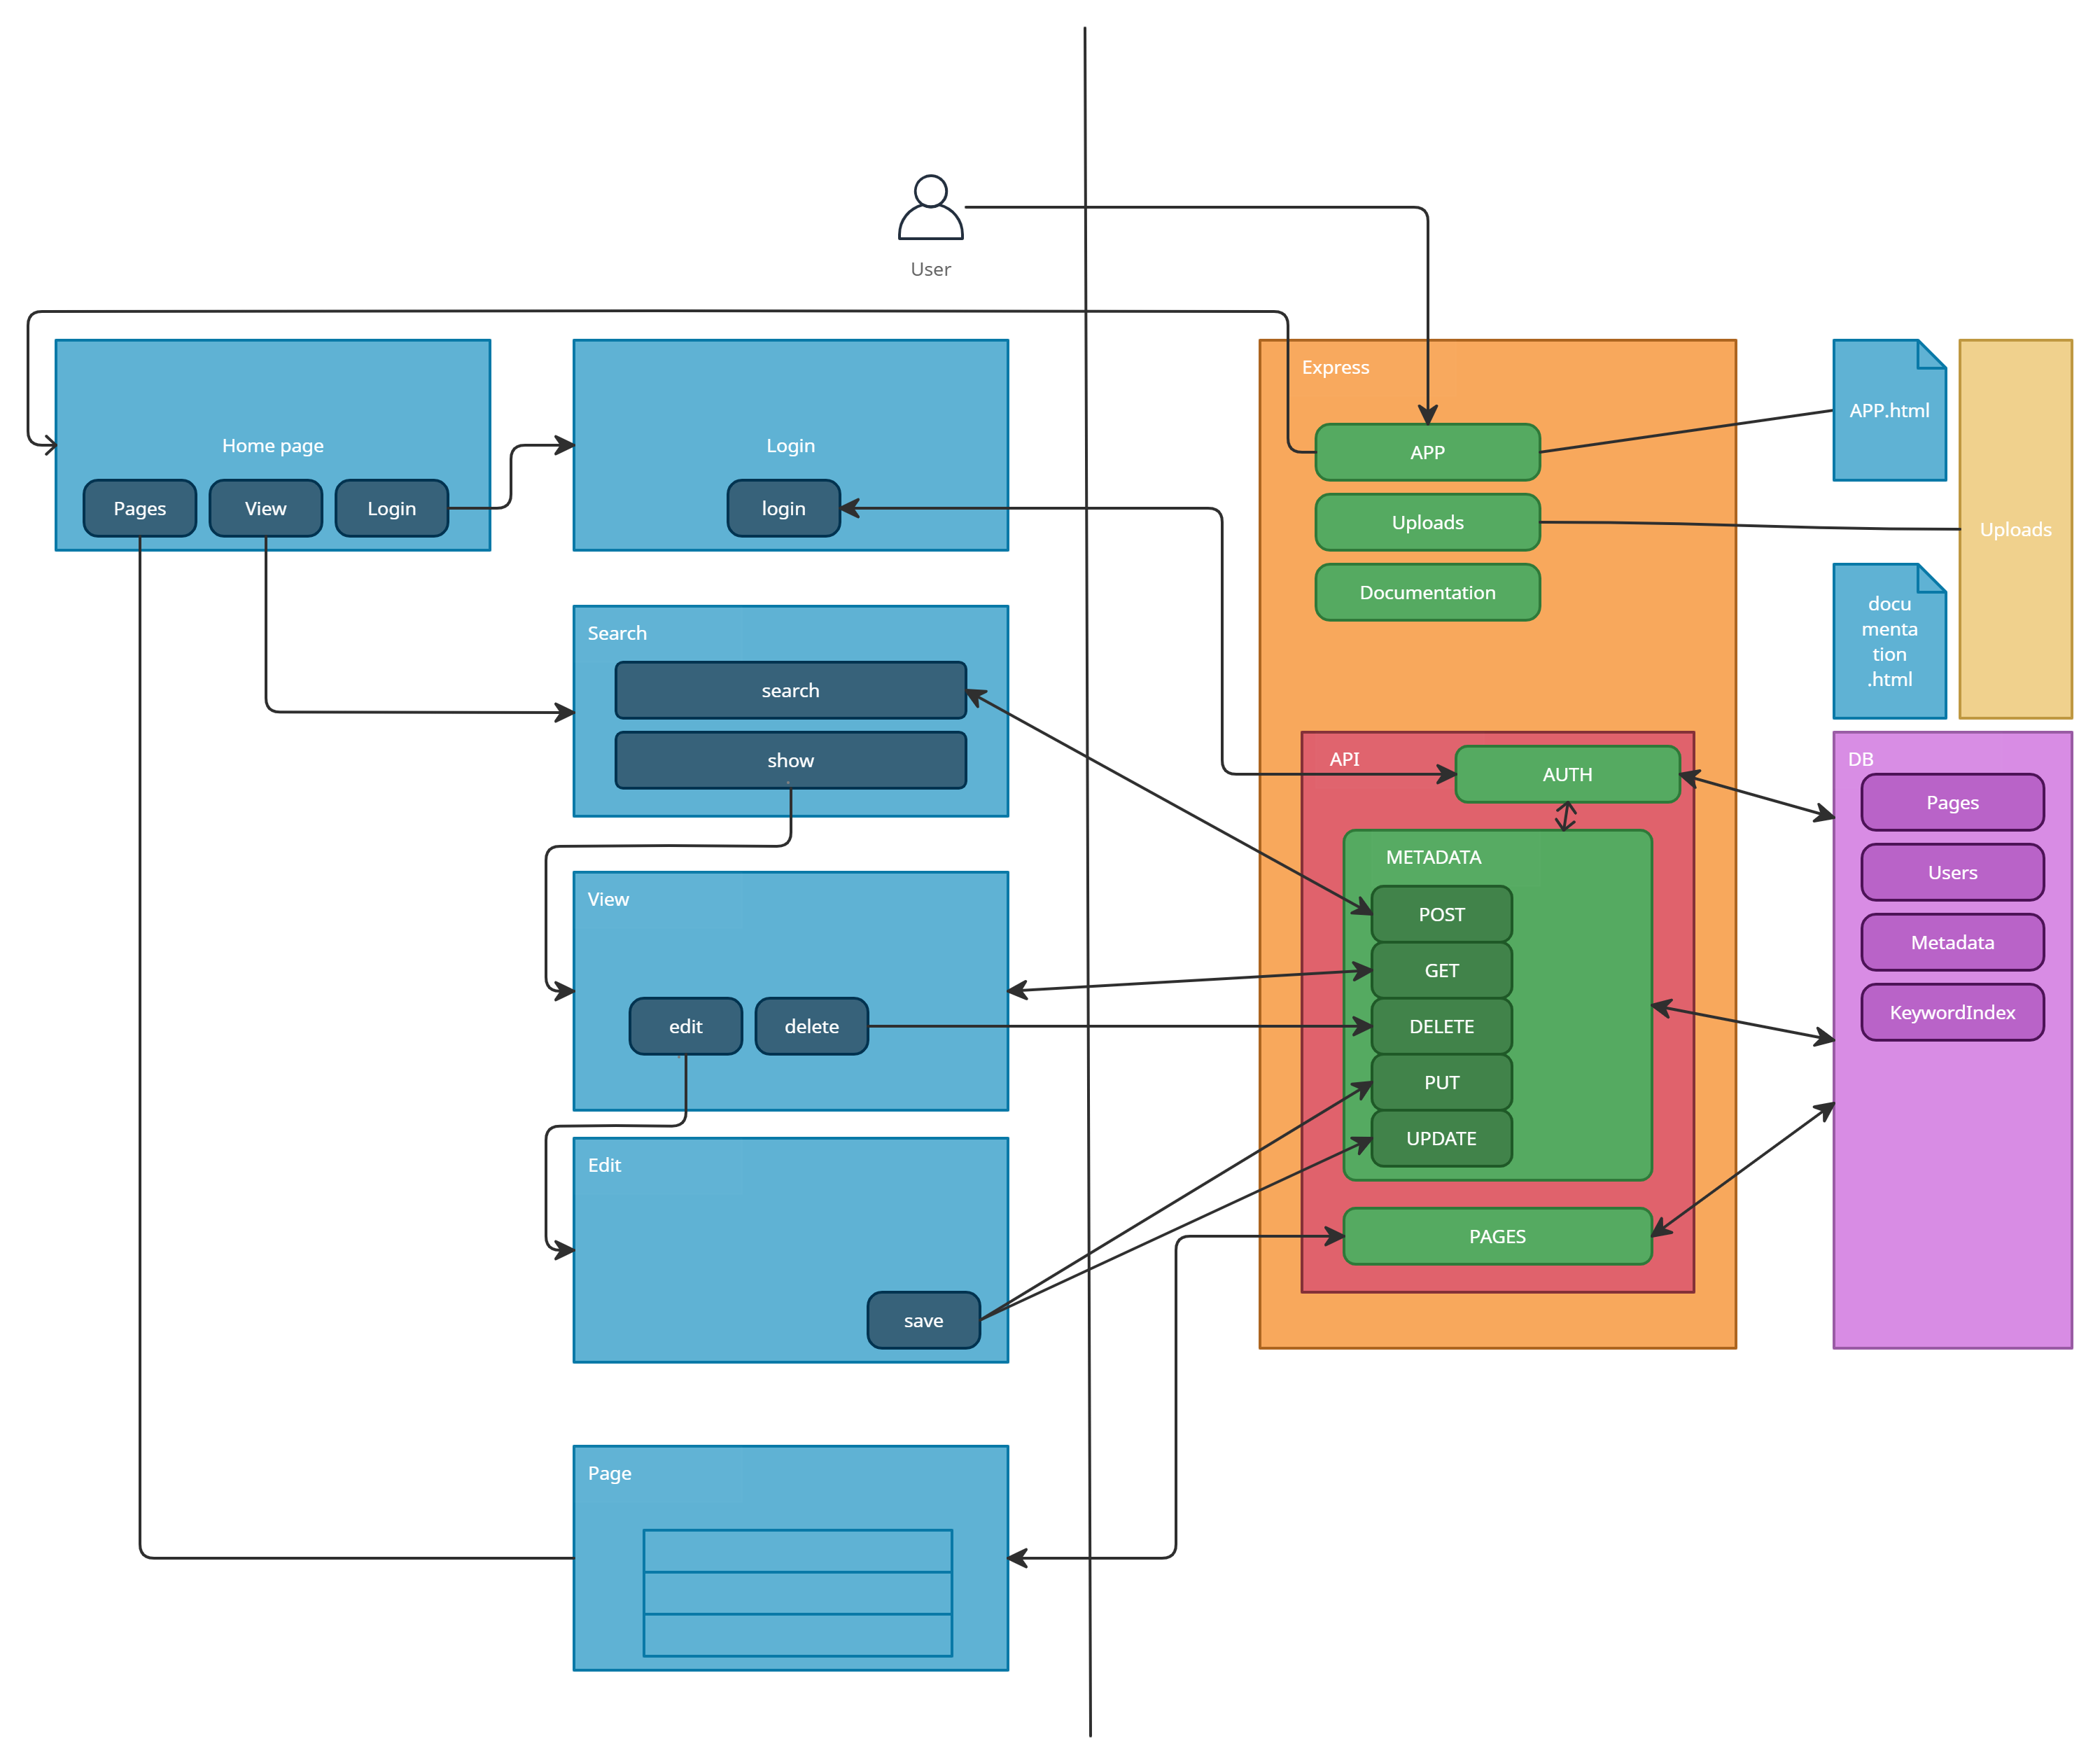 User
Home page
Pages
View
Login
Login
login
Search
search
show
View
edit
delete
Edit
save
Page
Express
APP
Uploads
Documentation
API
AUTH
METADATA
POST
GET
DELETE
PUT
UPDATE
PAGES
APP.html
Uploads
docu
menta
tion
.html
DB
Pages
Users
Metadata
KeywordIndex